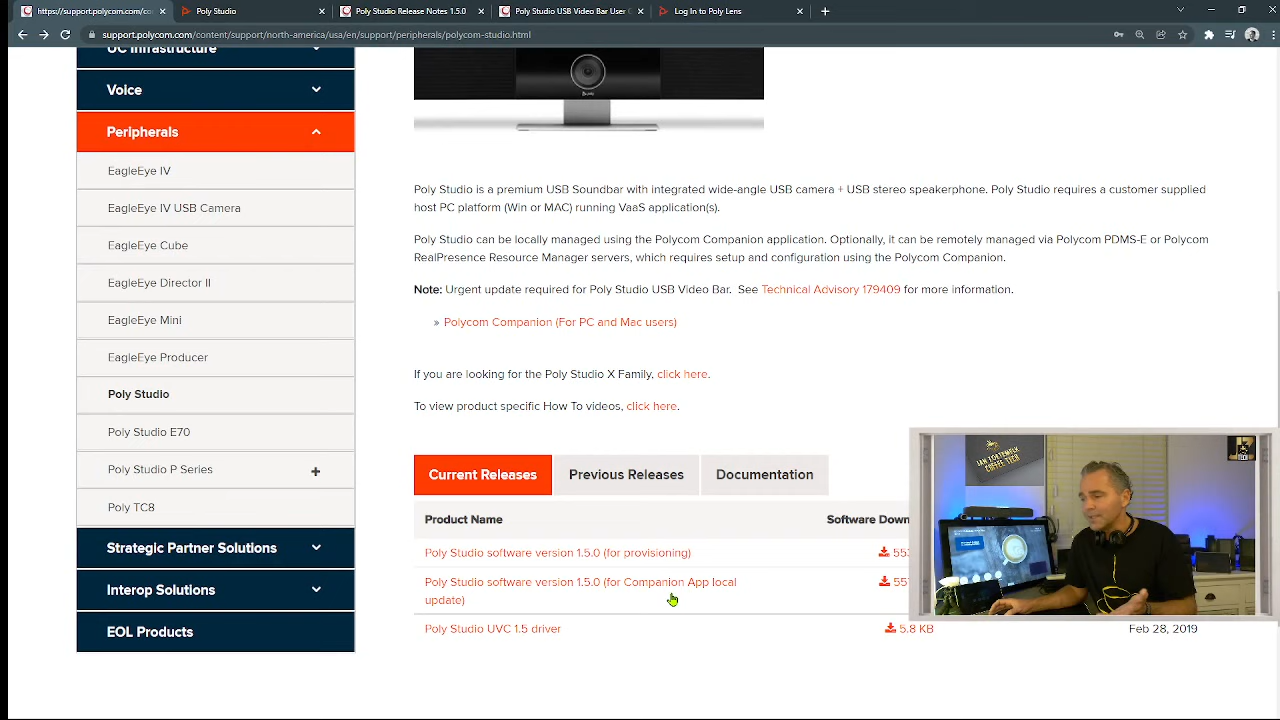 https://support.polycom.com/con
Poly Studio
Poly Studio Release Notes 1.5.0
Poly Studio USB Video Bar Use
Log In to Poly Lens
support.polycom.com/content/support/north-america/usa/en/support/peripherals/polycom-studio.html
UC Infrastructure
Voice
Peripherals
EagleEye IV
EagleEye IV USB Camera
EagleEye Cube
EagleEye Director II
EagleEye Mini
EagleEye Producer
Poly Studio
Poly Studio E70
Poly Studio P Series
Poly TC8
Strategic Partner Solutions
Interop Solutions
EOL Products
Poly Studio is a premium USB Soundbar with integrated wide-angle USB camera + USB stereo speakerphone. Poly Studio requires a customer supplied
host PC platform (Win or MAC) running VaaS application(s).
Poly Studio can be locally managed using the Polycom Companion application. Optionally, it can be remotely managed via Polycom PDMS-E or Polycom
RealPresence Resource Manager servers, which requires setup and configuration using the Polycom Companion.
Note: Urgent update required for Poly Studio USB Video Bar. See Technical Advisory 179409 for more information.
» Polycom Companion (For PC and Mac users)
If you are looking for the Poly Studio X Family, click here.
To view product specific How To videos, click here.
Current Releases
Previous Releases
Documentation
Product Name
Software Down
Poly Studio software version 1.5.0 (for provisioning)
Poly Studio software version 1.5.0 (for Companion App local
update)
Poly Studio UVC 1.5 driver
5.8 KB
Feb 28, 2019